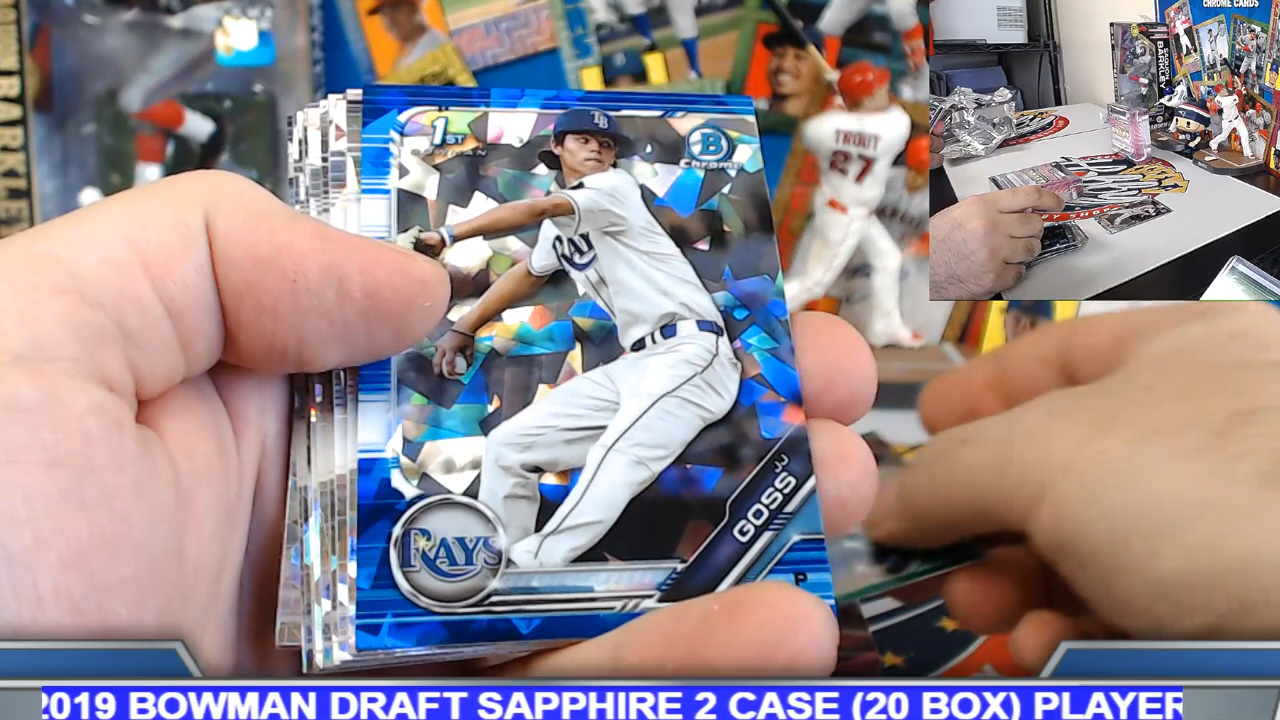 CHROME CARDS
BARKLEY
1ST
BOWMAN
B
Chrome
TB
TROUT
27
RAYS
JJ
GOSS
P
2019 BOWMAN DRAFT SAPPHIRE 2 CASE (20 BOX) PLAYER